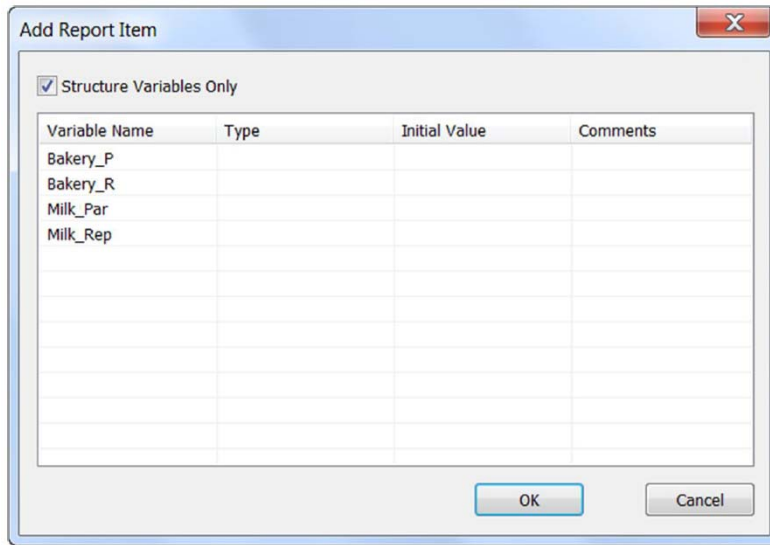 Add Report Item
Structure Variables Only
Variable Name Type Initial Value Comments
Bakery_P
Bakery_R
Milk_Par
Milk_Rep
OK Cancel